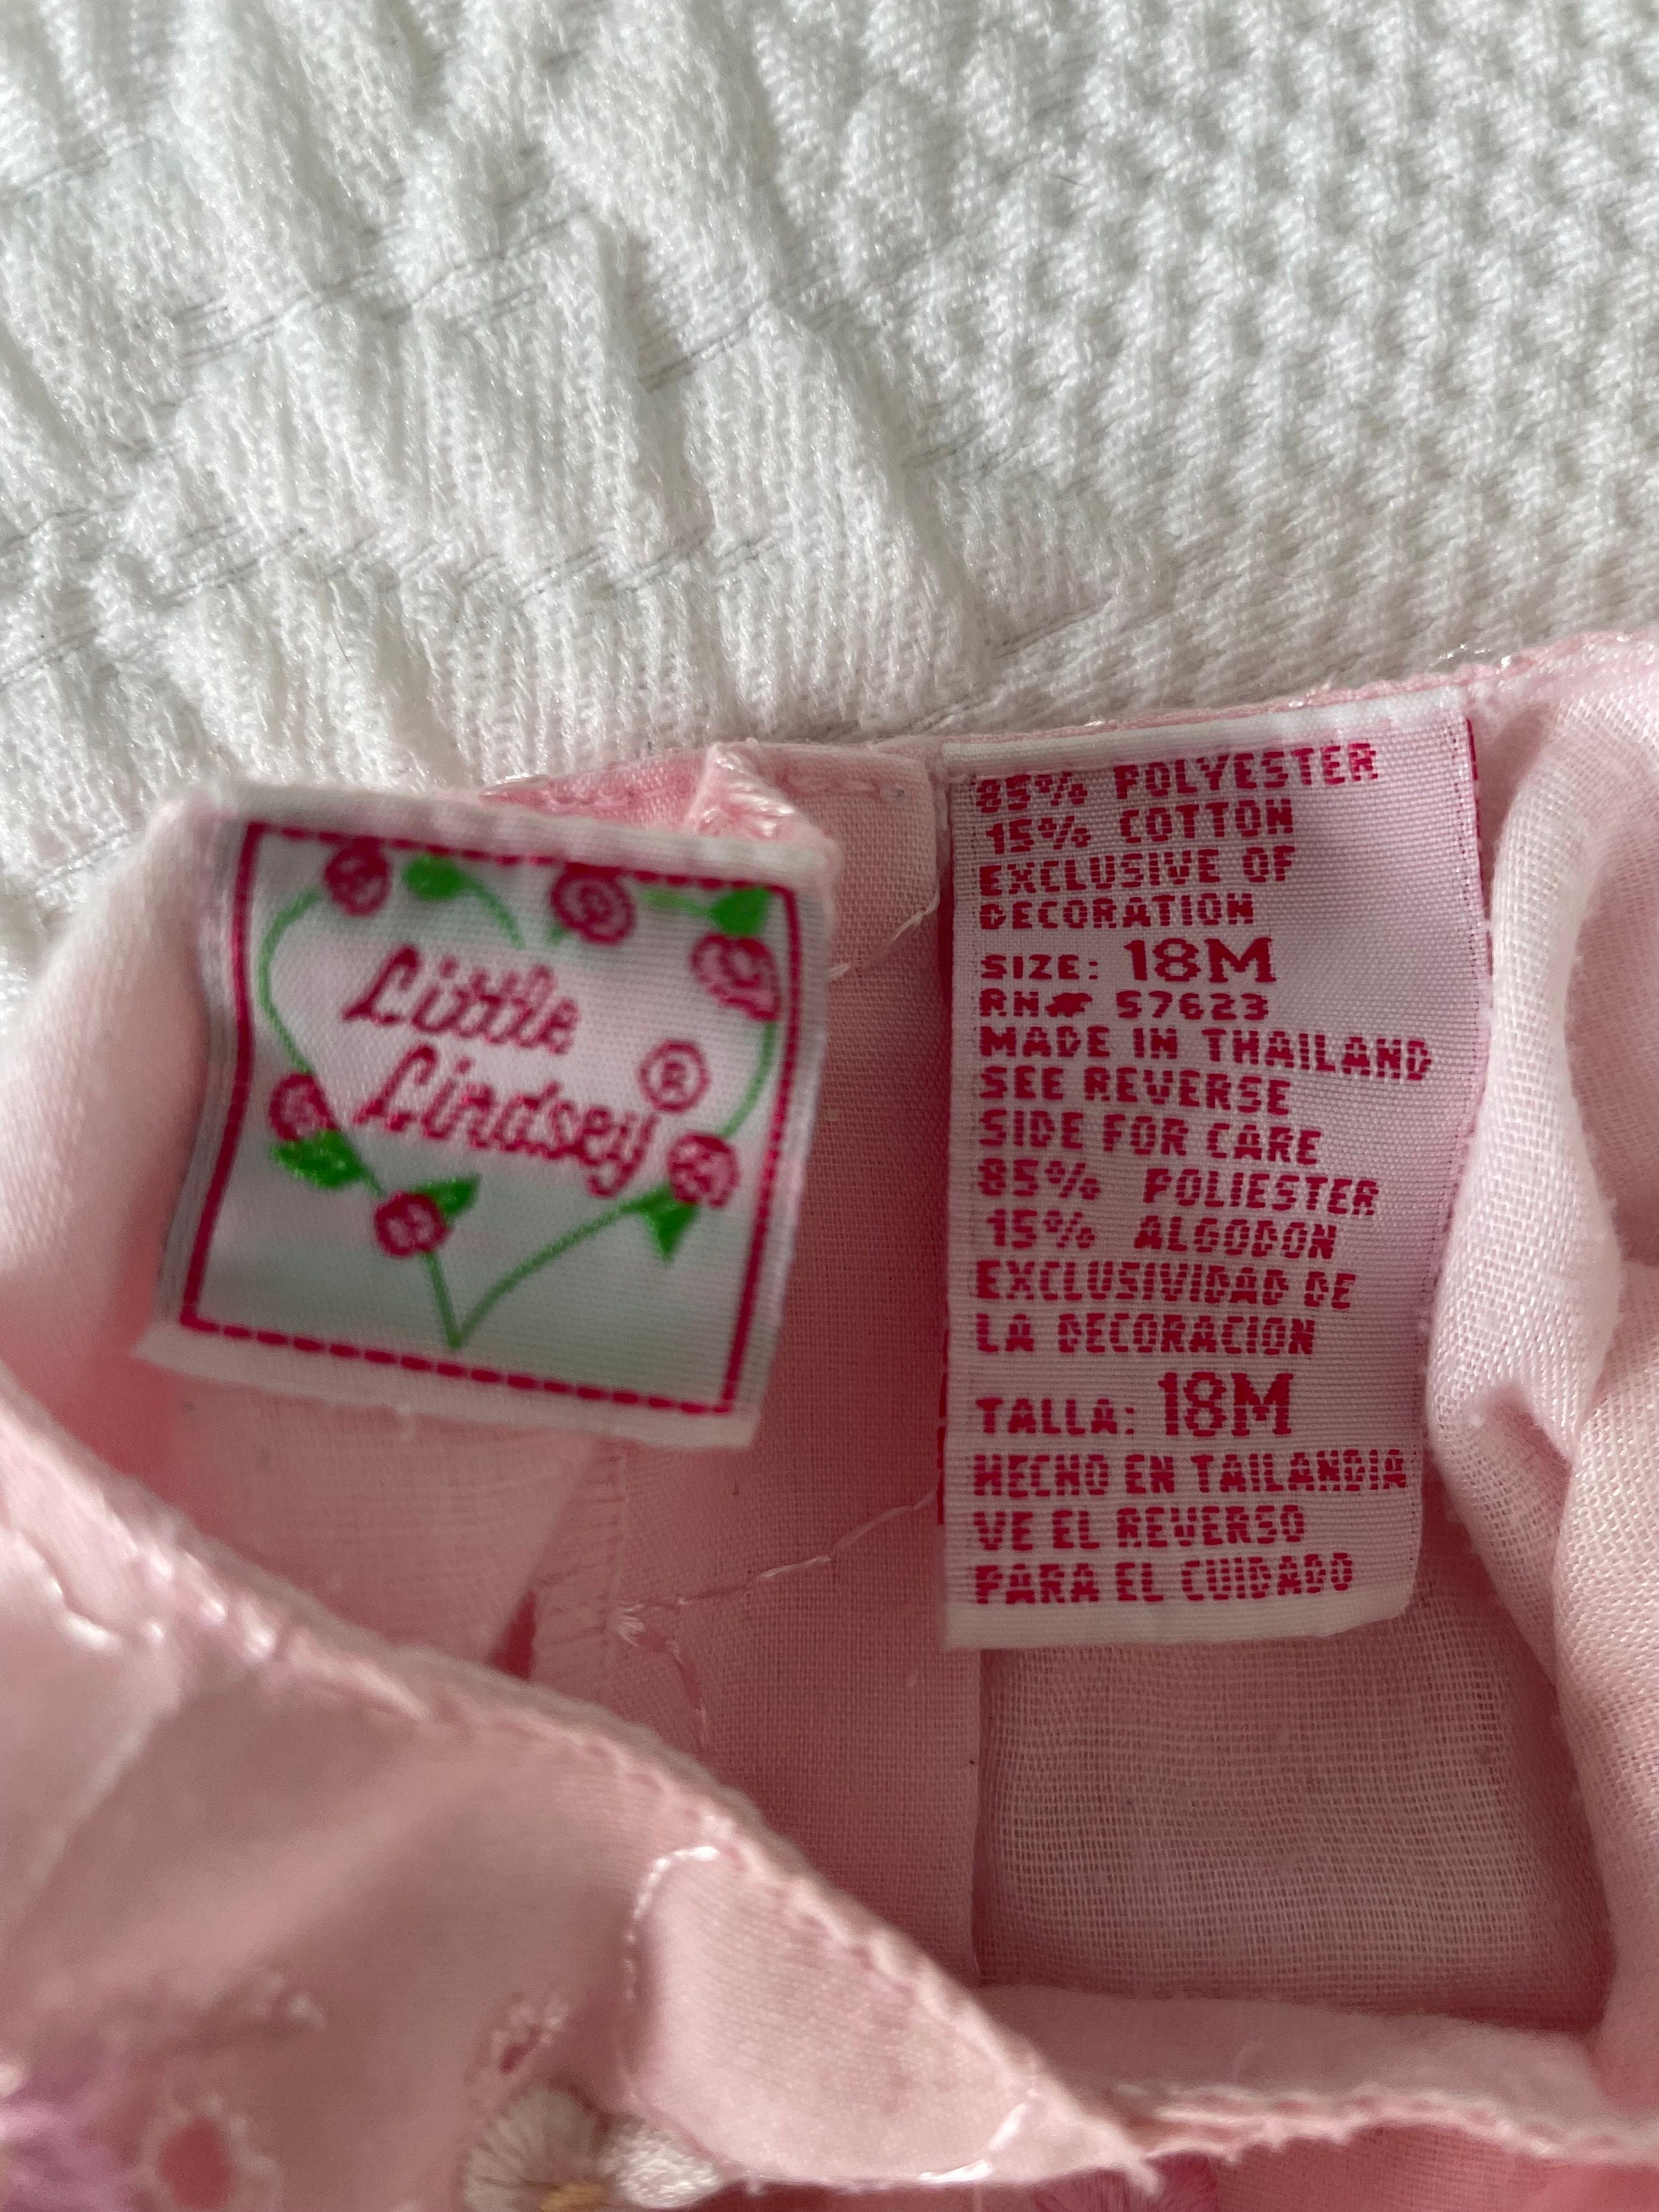 Little
Lindsey ®
85% POLYESTER
15% COTTON
EXCLUSIVE OF
DECORATION
SIZE: 18M
RN# 57623
MADE IN THAILAND
SEE REVERSE
SIDE FOR CARE
85% POLIESTER
15% ALGODON
EXCLUSIVIDAD DE
LA DECORACION
TALLA: 18M
HECHO EN TAILANDIA
VE EL REVERSO
PARA EL CUIDADO